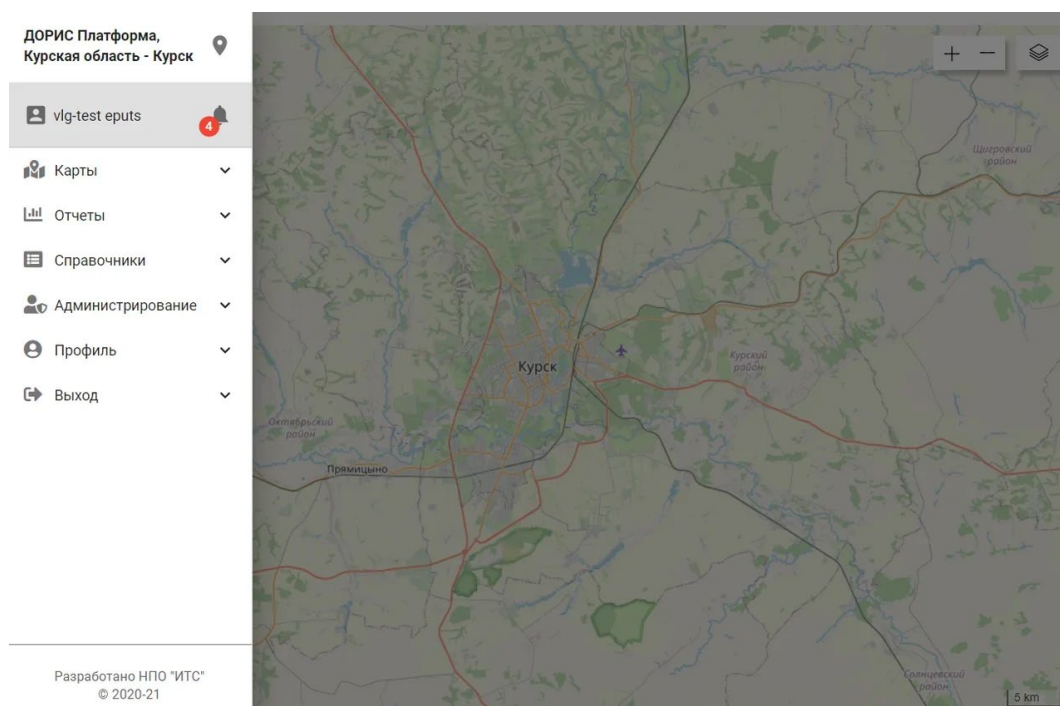 ДОРИС Платформа,
Курская область - Курск
vlg-test eputs
4
Карты
Отчеты
Справочники
Администрирование
Профиль
Выход
Разработано НПО "ИТС"
© 2020-21
Щигровский
район
Курск
Курский
район
Октябрьский
район
Прямицыно
Солнцевский
район
5 km